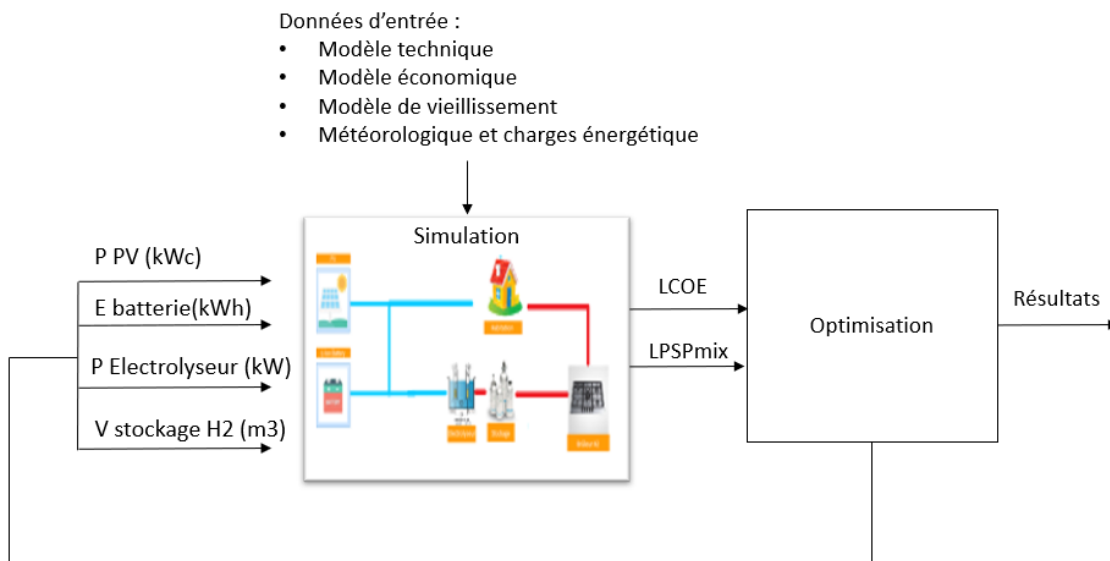 Données d'entrée :
• Modèle technique
• Modèle économique
• Modèle de vieillissement
• Météorologique et charges énergétique
Simulation
P PV (kWc)
E batterie(kWh)
P Electrolyseur (kW)
V stockage H2 (m3)
LCOE
LPSPmix
Optimisation
Résultats